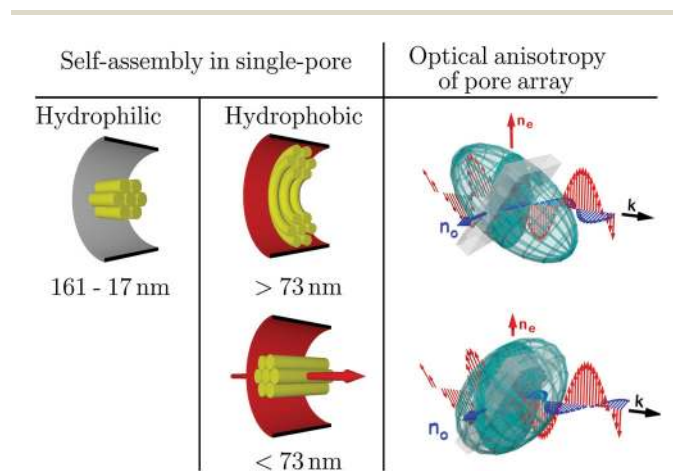 Self-assembly in single-pore
Optical anisotropy
of pore array
Hydrophilic
Hydrophobic
161 - 17 nm
> 73 nm
< 73 nm
n_e
n_o
k
n_e
n_o
k